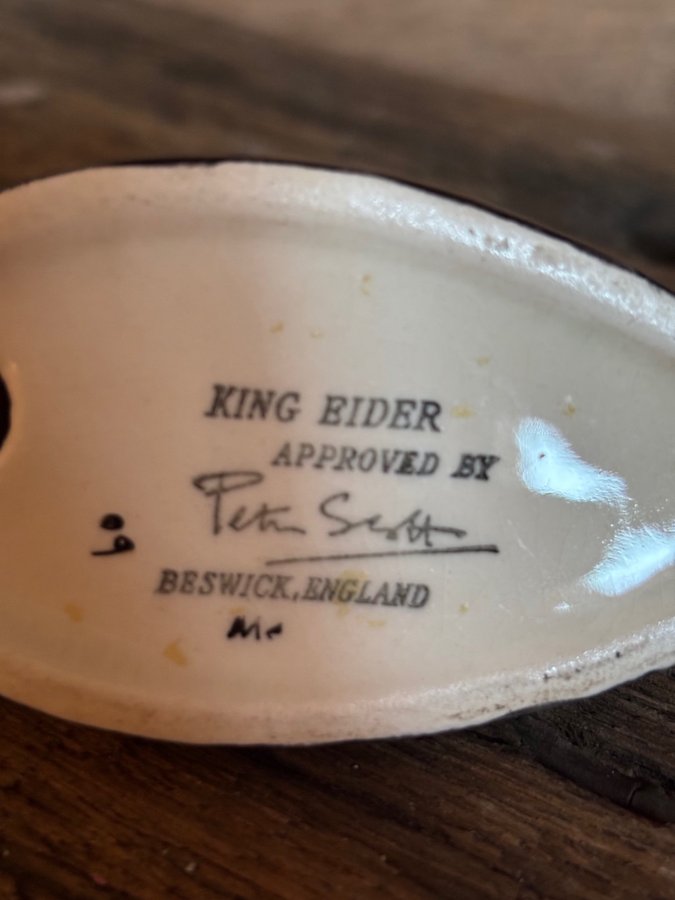 KING EIDER
APPROVED BY
Peter Scott
BESWICK, ENGLAND